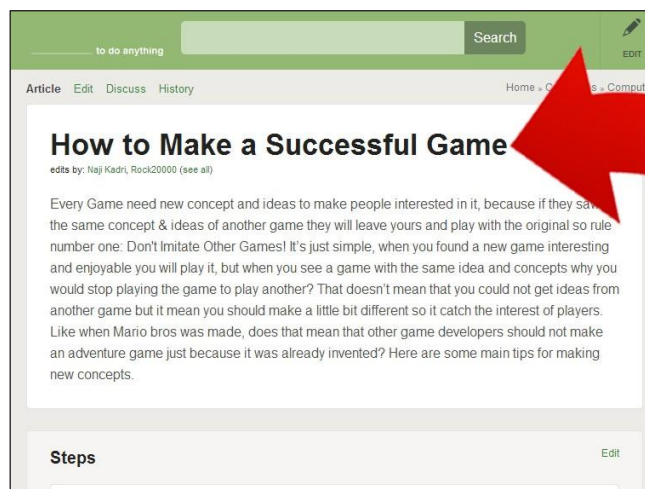 to do anything
Search
EDIT
Article Edit Discuss History
Home »
How to Make a Successful Game
edits by: Naji Kadri, Rock20000 (see all)
Every Game need new concept and ideas to make people interested in it, because if they
the same concept & ideas of another game they will leave yours and play with the original so rule
number one: Don't Imitate Other Games! It's just simple, when you found a new game interesting
and enjoyable you will play it, but when you see a game with the same idea and concepts why you
would stop playing the game to play another? That doesn't mean that you could not get ideas from
another game but it mean you should make a little bit different so it catch the interest of players.
Like when Mario bros was made, does that mean that other game developers should not make
an adventure game just because it was already invented? Here are some main tips for making
new concepts.
Steps
Edit